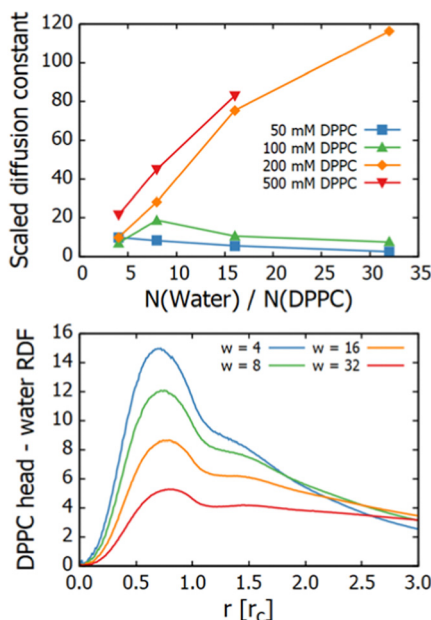 120
100
80
60
40
20
0
Scaled diffusion constant
50 mM DPPC
100 mM DPPC
200 mM DPPC
500 mM DPPC
0 5 10 15 20 25 30 35
N(Water) / N(DPPC)
16
14
12
10
8
6
4
2
0
DPPC head - water RDF
w = 4 w = 16
w = 8 w = 32
0.0 0.5 1.0 1.5 2.0 2.5 3.0
r [rc]